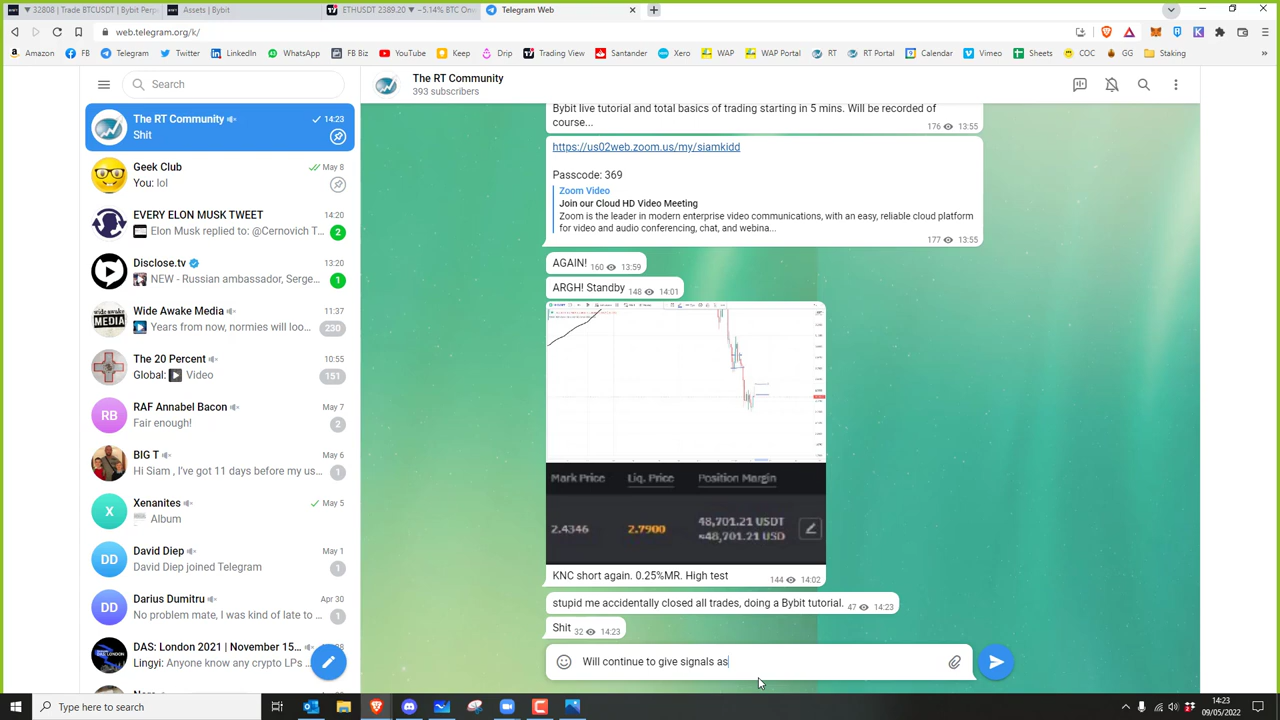 32808 | Trade BTCUSDT | Bybit Perp
Assets | Bybit
ETHUSDT 2389.20 ▼ −5.14% BTC One
Telegram Web
web.telegram.org/k/
Amazon
FB
Telegram
Twitter
LinkedIn
WhatsApp
FB Biz
YouTube
Keep
Drip
Trading View
Santander
Xero
WAP
WAP Portal
RT
RT Portal
Calendar
Vimeo
Sheets
COC
GG
Staking
Search
The RT Community
14:23
Shit
Geek Club
May 8
You: lol
EVERY ELON MUSK TWEET
14:20
Elon Musk replied to: @Cernovich T...
2
Disclose.tv
13:20
NEW - Russian ambassador, Serge...
1
Wide Awake Media
11:37
Years from now, normies will loo...
230
The 20 Percent
10:55
Global: Video
151
RB
RAF Annabel Bacon
May 7
Fair enough!
2
BIG T
May 6
Hi Siam , I've got 11 days before my us...
1
X
Xenanites
May 5
Album
DD
David Diep
May 1
David Diep joined Telegram
1
DD
Darius Dumitru
Apr 30
No problem mate, I was kind of late to
1
DAS: London 2021 | November 15...
Lingyi: Anyone know any crypto LPs
The RT Community
393 subscribers
Bybit live tutorial and total basics of trading starting in 5 mins. Will be recorded of
course...
176 13:55
https://us02web.zoom.us/my/siamkidd
Passcode: 369
Zoom Video
Join our Cloud HD Video Meeting
Zoom is the leader in modern enterprise video communications, with an easy, reliable cloud platform
for video and audio conferencing, chat, and webina...
177 13:55
AGAIN! 160 13:59
ARGH! Standby 148 14:01
Mark Price Liq. Price Position Margin
2.4346 2.7900 48,701.21 USDT
≈48,701.21 USD
KNC short again. 0.25%MR. High test
144 14:02
stupid me accidentally closed all trades, doing a Bybit tutorial. 47 14:23
Shit 32 14:23
Will continue to give signals as
Type here to search
14:23
09/05/2022